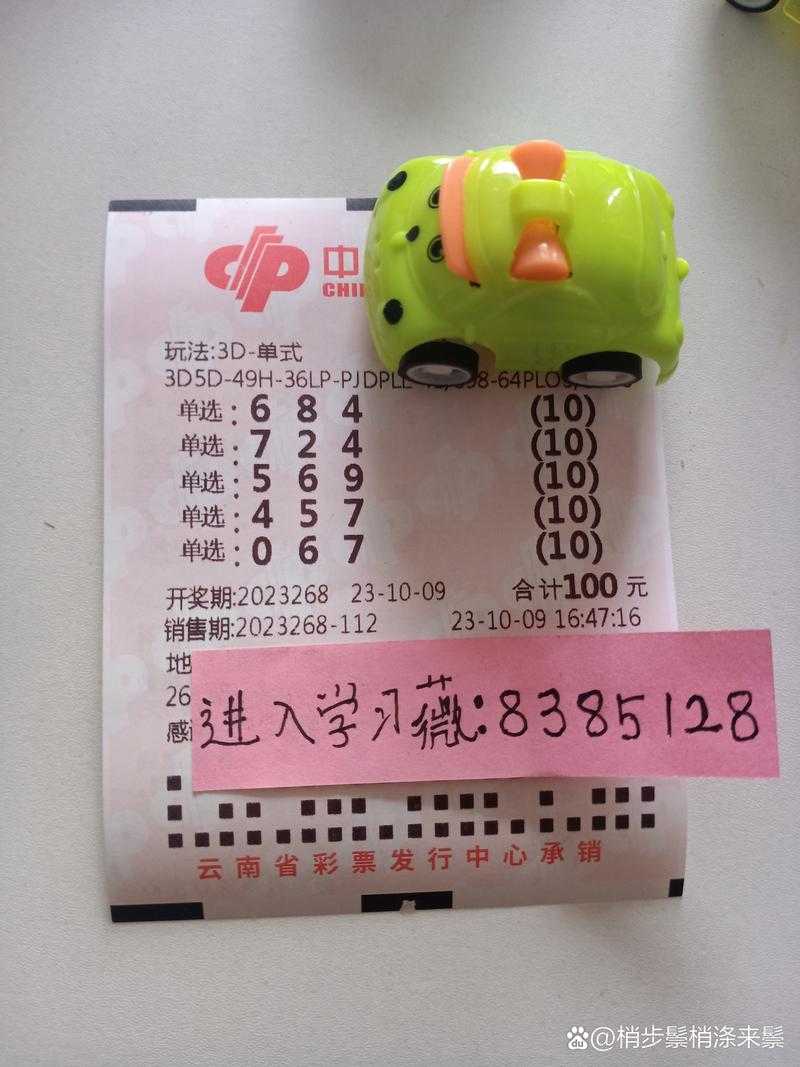 中
CHI
玩法:3D-单式
3D5D-49H-36LP-PJDPLL
单选:6 8 4 (10)
单选:7 2 4 (10)
单选:5 6 9 (10)
单选:4 5 7 (10)
单选:0 6 7 (10)
开奖期:2023268 23-10-09 合计100元
销售期:2023268-112 23-10-09 16:47:16
地
26
感
进入学习薇:8385128
云南省彩票发行中心承销
@梢步鬃梢涤来鬃